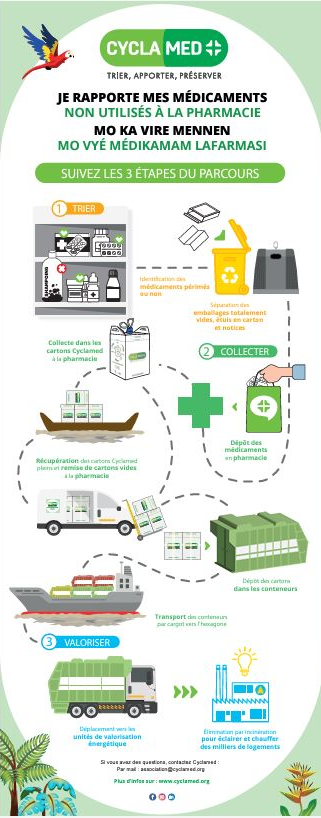 CYCLAMED
TRIER, APPORTER, PRÉSERVER
JE RAPPORTE MES MÉDICAMENTS
NON UTILISÉS À LA PHARMACIE
MO KA VIRE MENNEN
MO VYÉ MÉDIKAMAM LAFARMASI
SUIVEZ LES 3 ÉTAPES DU PARCOURS
1 TRIER
SHAMPOING
Identification des
médicaments périmés
ou non
Séparation des
emballages totalement
vides, étuis en carton
et notices
Collecte dans les
cartons Cyclamed
à la pharmacie
2 COLLECTER
Dépôt des
médicaments
en pharmacie
Récupération des cartons Cyclamed
pleins et remise de cartons vides
à la pharmacie
Dépôt des cartons
dans les conteneurs
Transport des conteneurs
par cargot vers l'hexagone
3 VALORISER
Déplacement vers les
unités de valorisation
énergétique
Élimination par incinération
pour éclairer et chauffer
des milliers de logements
Si vous avez des questions, contactez Cyclamed :
Par mail : association@cyclamed.org
Plus d'infos sur : www.cyclamed.org